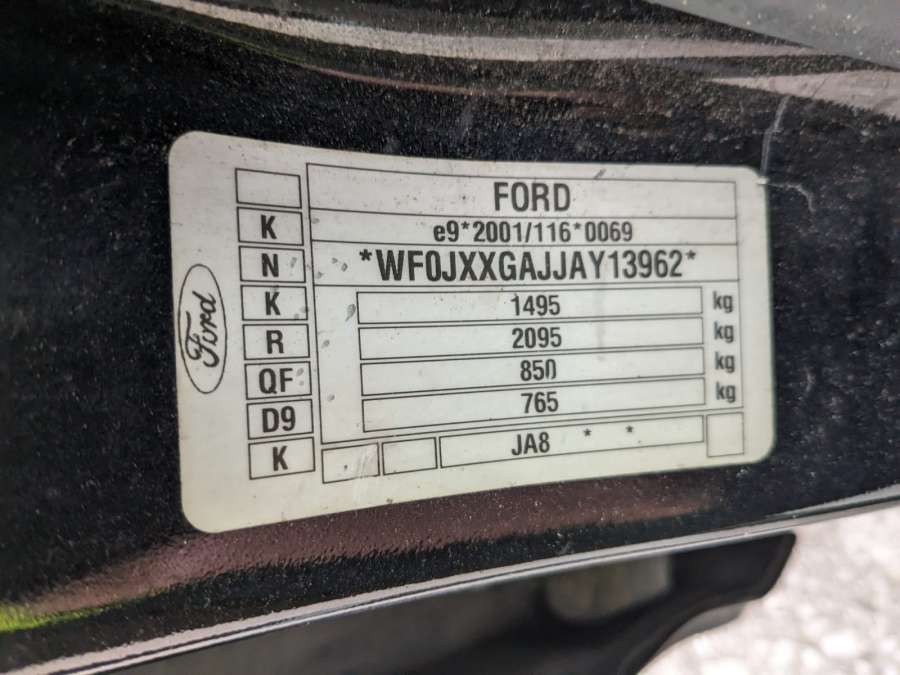 FORD
K e9*2001/116*0069
N *WF0JXXGAJJAY13962*
K 1495 kg
R 2095 kg
QF 850 kg
D9 765 kg
K JA8 * *
Ford